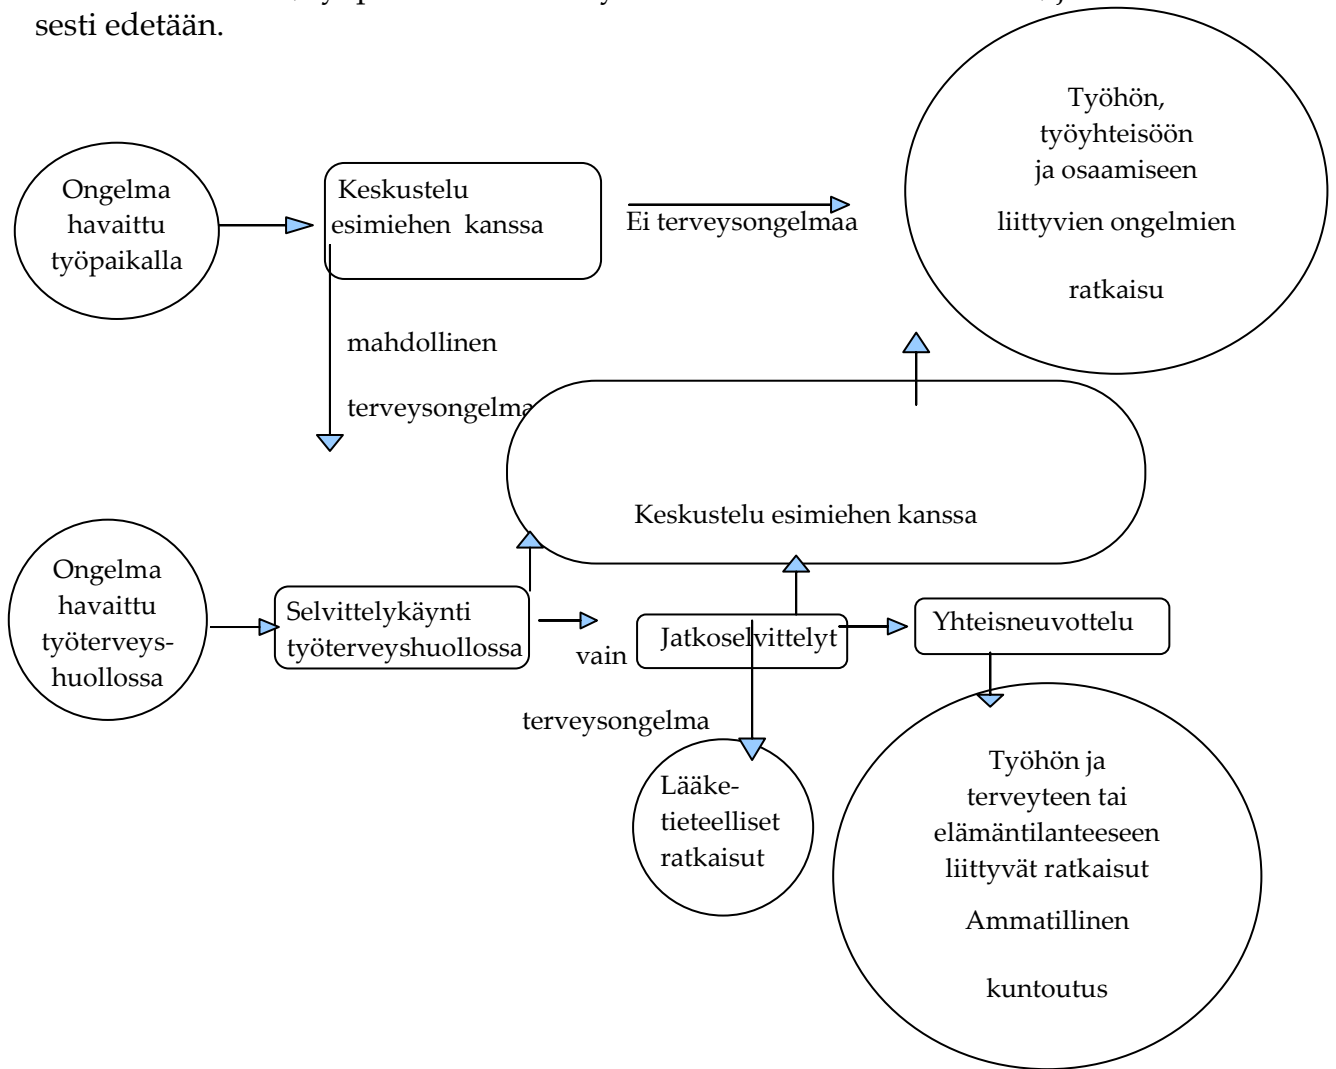 sesti edetään.
Työhön,
työyhteisöön
ja osaamiseen
liittyvien ongelmien
ratkaisu
Ongelma
havaittu
työpaikalla
Keskustelu
esimiehen kanssa
Ei terveysongelmaa
mahdollinen
terveysongelma
Keskustelu esimiehen kanssa
Ongelma
havaittu
työterveys-
huollossa
Selvittelykäynti
työterveyshuollossa
vain
terveysongelma
Jatkoselvittelyt
Yhteisneuvottelu
Lääke-
tieteelliset
ratkaisut
Työhön ja
terveyteen tai
elämäntilanteeseen
liittyvät ratkaisut
Ammatillinen
kuntoutus